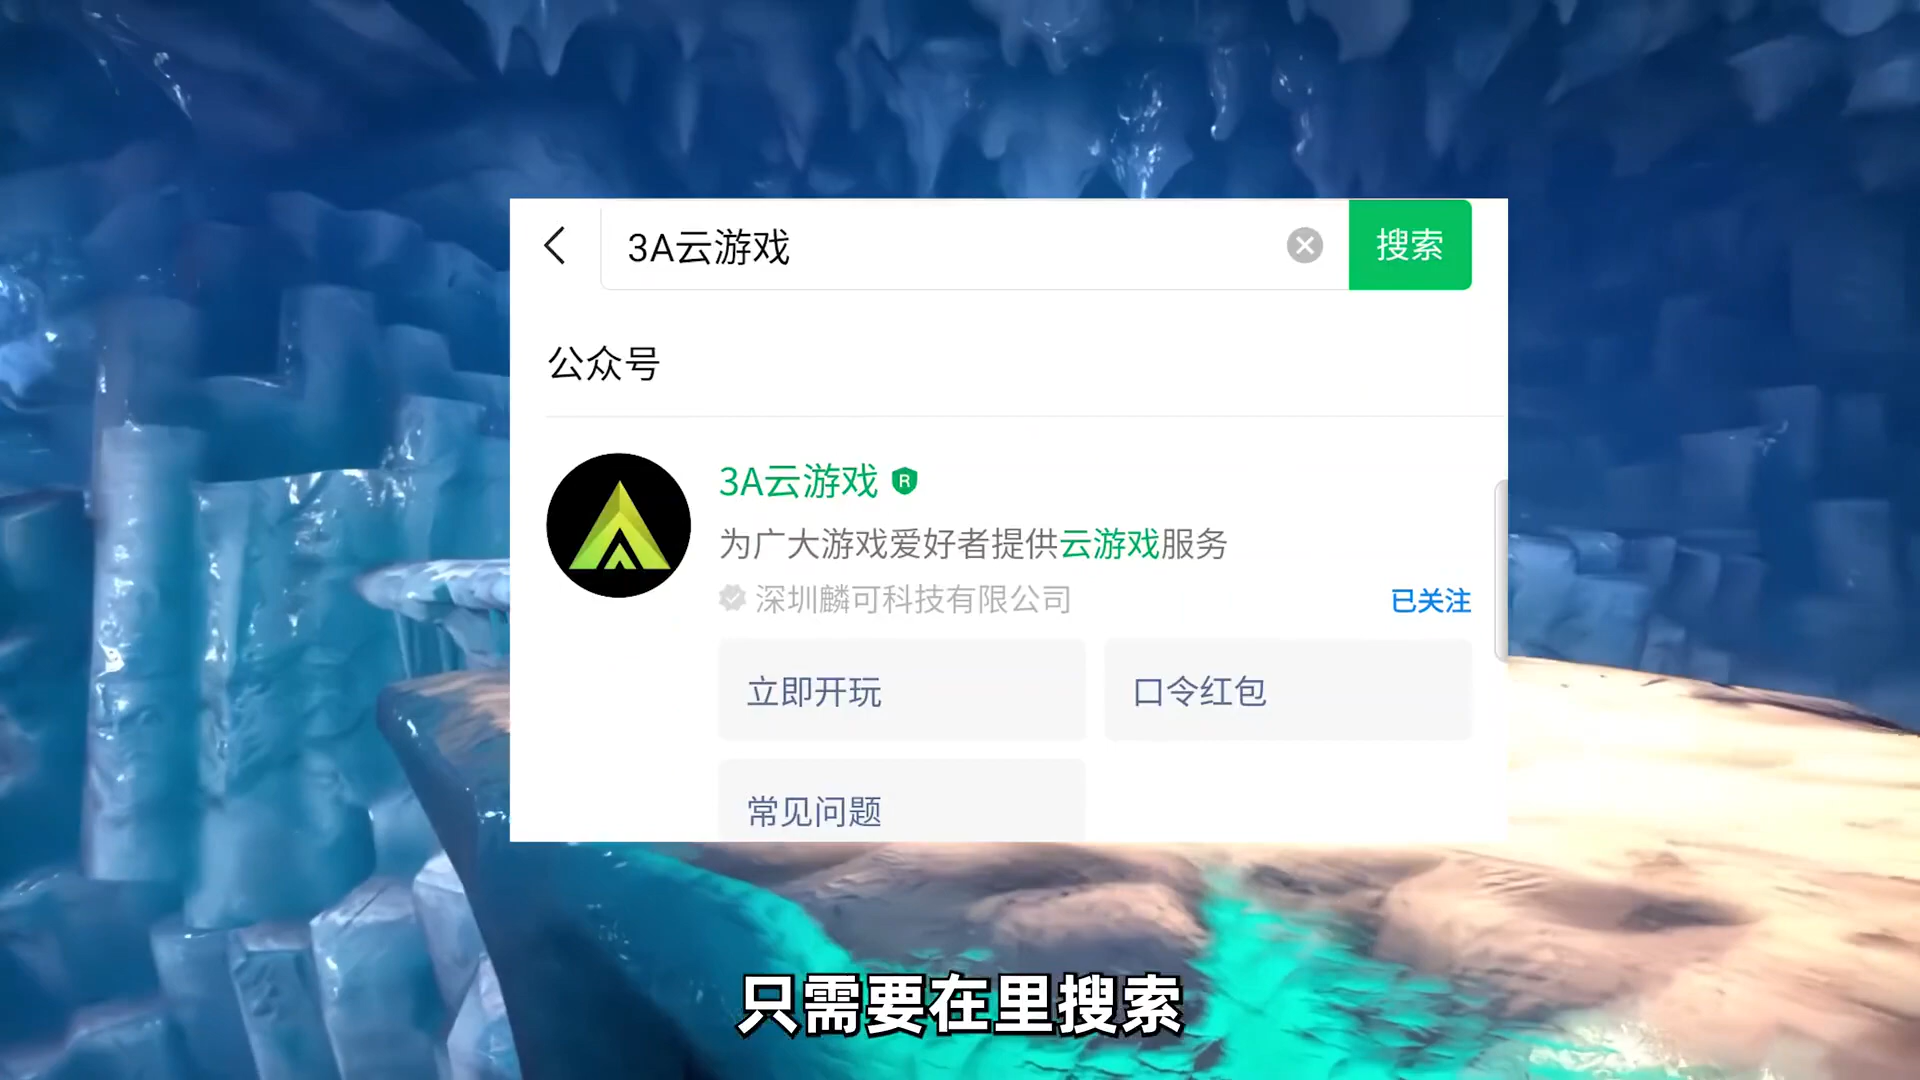 3A云游戏
搜索
公众号
3A云游戏 R
为广大游戏爱好者提供云游戏服务
深圳麟可科技有限公司
已关注
立即开玩
口令红包
常见问题
只需要在里搜索